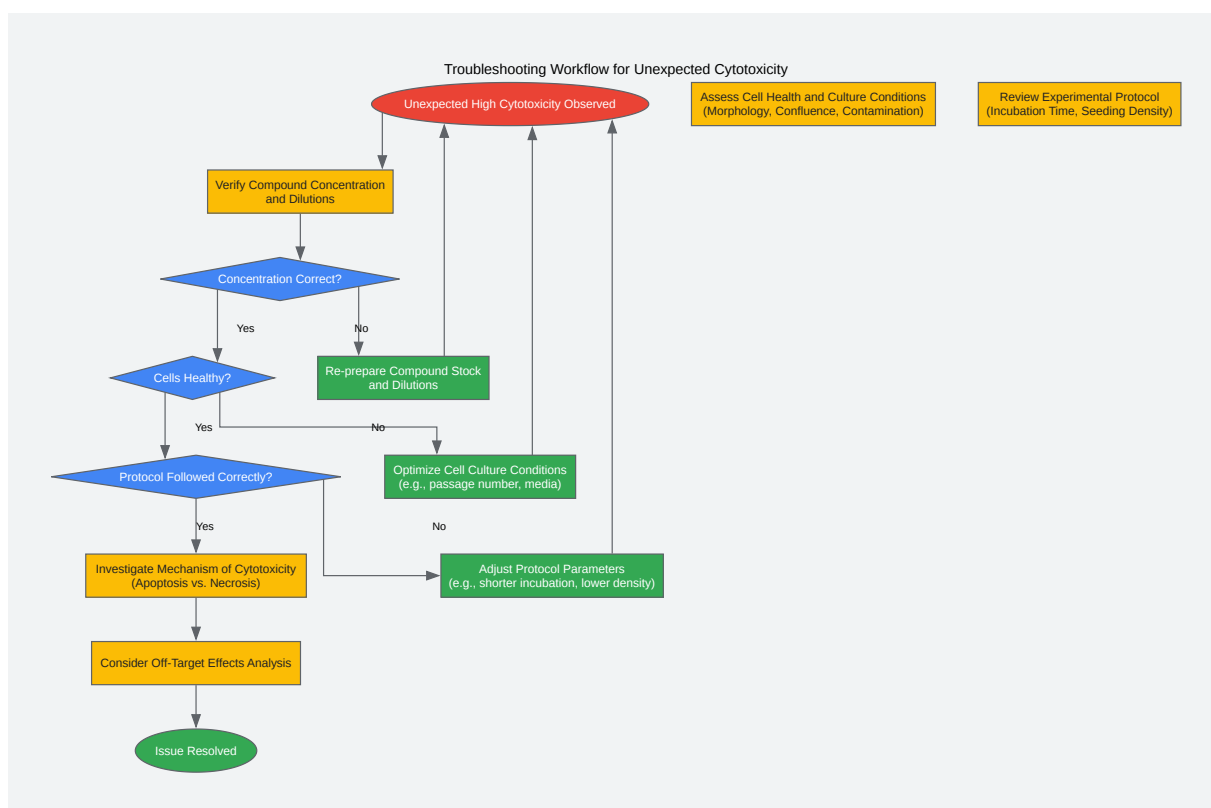 Troubleshooting Workflow for Unexpected Cytotoxicity
Unexpected High Cytotoxicity Observed
Assess Cell Health and Culture Conditions
(Morphology, Confluence, Contamination)
Review Experimental Protocol
(Incubation Time, Seeding Density)
Verify Compound Concentration
and Dilutions
Concentration Correct?
Yes
No
Cells Healthy?
Re-prepare Compound Stock
and Dilutions
Yes
No
Protocol Followed Correctly?
Optimize Cell Culture Conditions
(e.g., passage number, media)
Yes
No
Investigate Mechanism of Cytotoxicity
(Apoptosis vs. Necrosis)
Adjust Protocol Parameters
(e.g., shorter incubation, lower density)
Consider Off-Target Effects Analysis
Issue Resolved